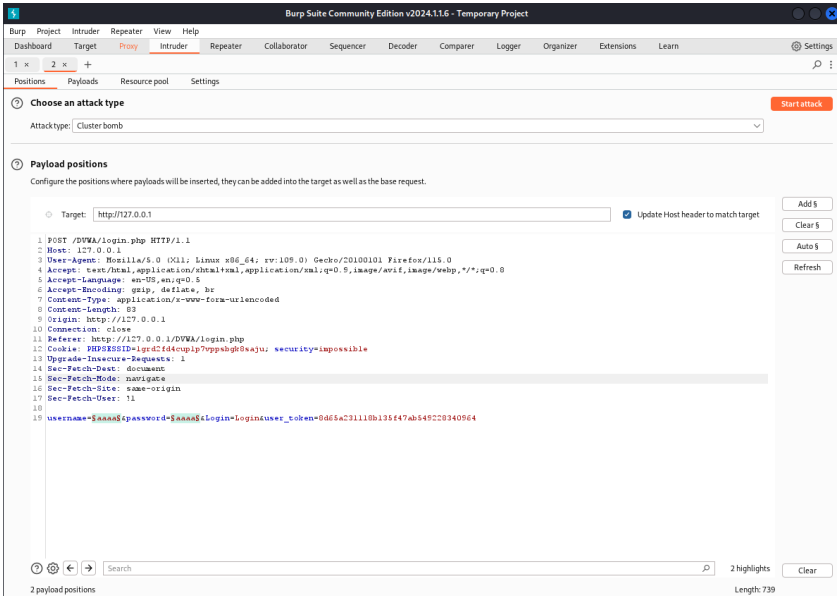 Burp Suite Community Edition v2024.1.1.6 - Temporary Project
Burp Project Intruder Repeater View Help
Dashboard Target Proxy Intruder Repeater Collaborator Sequencer Decoder Comparer Logger Organizer Extensions Learn Settings
1 × 2 × +
Positions Payloads Resource pool Settings
? Choose an attack type
Start attack
Attack type: Cluster bomb
? Payload positions
Configure the positions where payloads will be inserted, they can be added into the target as well as the base request.
Add §
Target: http://127.0.0.1 Update Host header to match target
Clear §
Auto §
Refresh
1 POST /DVWA/login.php HTTP/1.1
2 Host: 127.0.0.1
3 User-Agent: Mozilla/5.0 (X11; Linux x86_64; rv:109.0) Gecko/20100101 Firefox/115.0
4 Accept: text/html,application/xhtml+xml,application/xml;q=0.9,image/avif,image/webp,*/*;q=0.8
5 Accept-Language: en-US,en;q=0.5
6 Accept-Encoding: gzip, deflate, br
7 Content-Type: application/x-www-form-urlencoded
8 Content-Length: 83
9 Origin: http://127.0.0.1
10 Connection: close
11 Referer: http://127.0.0.1/DVWA/login.php
12 Cookie: PHPSESSID=lgrd2fd4cuplp7vppsbgk8saju; security=impossible
13 Upgrade-Insecure-Requests: 1
14 Sec-Fetch-Dest: document
15 Sec-Fetch-Mode: navigate
16 Sec-Fetch-Site: same-origin
17 Sec-Fetch-User: ?1
18
19 username=§aaaa§&password=§aaaa§&Login=Login&user_token=8d65a231118b135f47ab549228340964
? Search 2 highlights Clear
2 payload positions Length: 739